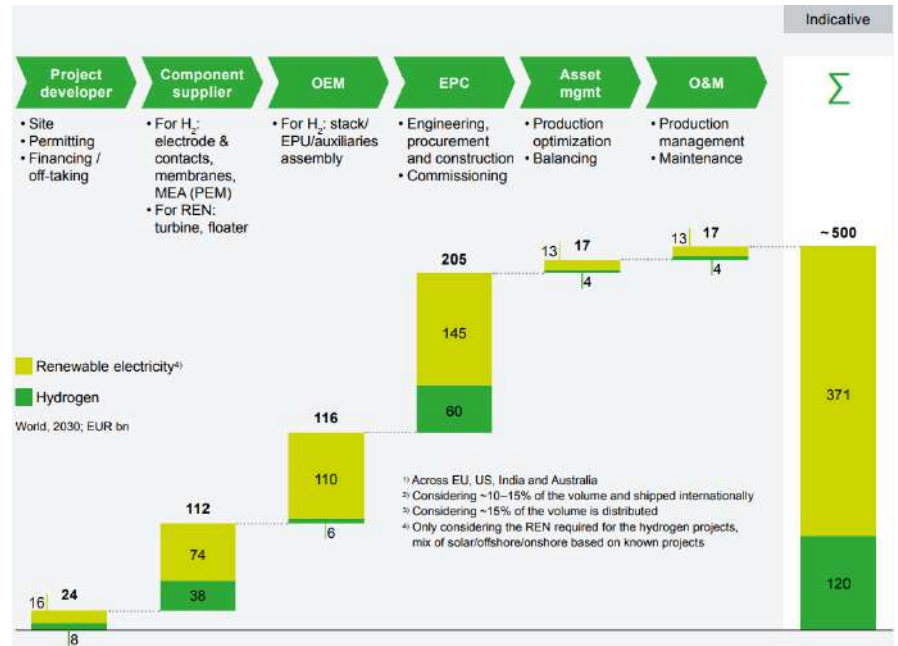 Indicative
Project
developer
Component
supplier
OEM
EPC
Asset
mgmt
O&M
Σ
• Site
• Permitting
• Financing /
off-taking
• For H₂:
electrode &
contacts,
membranes,
MEA (PEM)
• For REN:
turbine, floater
• For H₂: stack/
EPU/auxiliaries
assembly
• Engineering,
procurement
and construction
• Commissioning
• Production
optimization
• Balancing
• Production
management
• Maintenance
24
16
8
112
74
38
116
110
6
205
145
60
17
13
4
17
13
4
~500
371
120
Renewable electricity⁴⁾
Hydrogen
World, 2030; EUR bn
¹⁾ Across EU, US, India and Australia
²⁾ Considering ~10–15% of the volume and shipped internationally
³⁾ Considering ~15% of the volume is distributed
⁴⁾ Only considering the REN required for the hydrogen projects,
mix of solar/offshore/onshore based on known projects